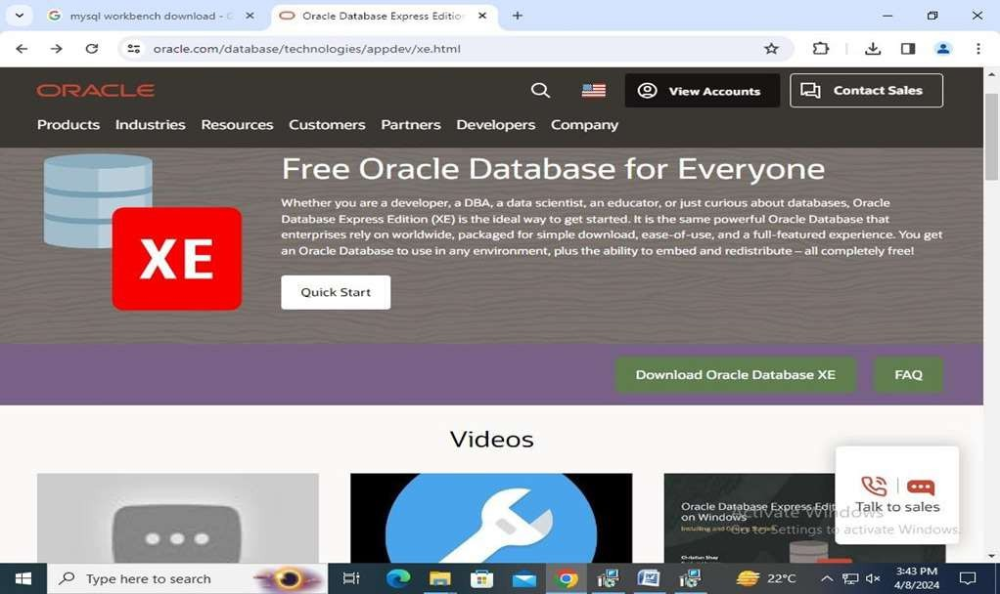 mysql workbench download - G
Oracle Database Express Edition
oracle.com/database/technologies/appdev/xe.html
ORACLE
View Accounts
Contact Sales
Products Industries Resources Customers Partners Developers Company
XE
Free Oracle Database for Everyone
Whether you are a developer, a DBA, a data scientist, an educator, or just curious about databases, Oracle
Database Express Edition (XE) is the ideal way to get started. It is the same powerful Oracle Database that
enterprises rely on worldwide, packaged for simple download, ease-of-use, and a full-featured experience. You get
an Oracle Database to use in any environment, plus the ability to embed and redistribute – all completely free!
Quick Start
Download Oracle Database XE
FAQ
Videos
Oracle Database Express Edit
on Windows
Installing and Getting Started
Christian Shay
Talk to sales
Activate Windows
Go to Settings to activate Windows.
Type here to search
22°C
3:43 PM
4/8/2024